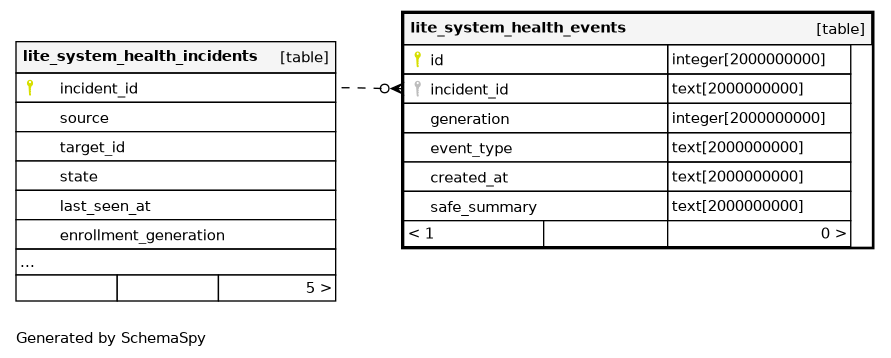 lite_system_health_incidents [table]
incident_id
source
target_id
state
last_seen_at
enrollment_generation
...
5 >
lite_system_health_events [table]
id integer[2000000000]
incident_id text[2000000000]
generation integer[2000000000]
event_type text[2000000000]
created_at text[2000000000]
safe_summary text[2000000000]
< 1 0 >
Generated by SchemaSpy